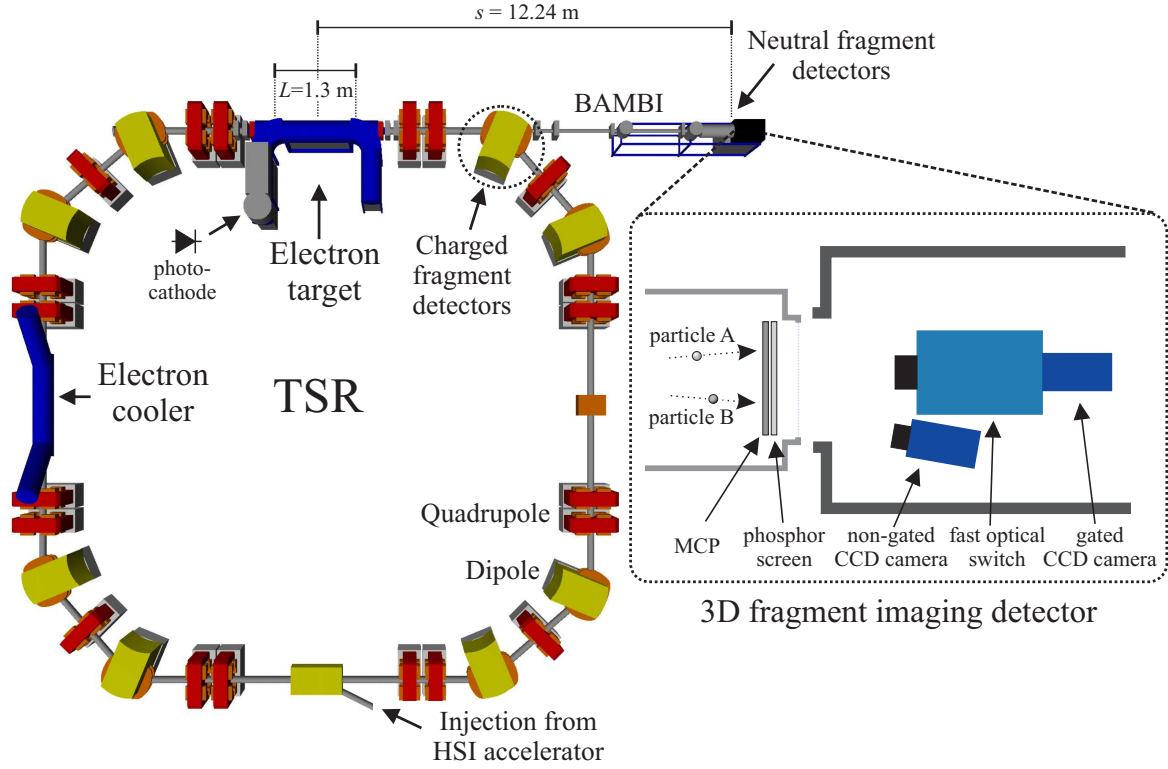 s = 12.24 m
Neutral fragment
detectors
L=1.3 m
BAMBI
photo-
cathode
Electron
target
Charged
fragment
detectors
Electron
cooler
TSR
particle A
particle B
Quadrupole
Dipole
MCP
phosphor
screen
non-gated
CCD camera
fast optical
switch
gated
CCD camera
3D fragment imaging detector
Injection from
HSI accelerator